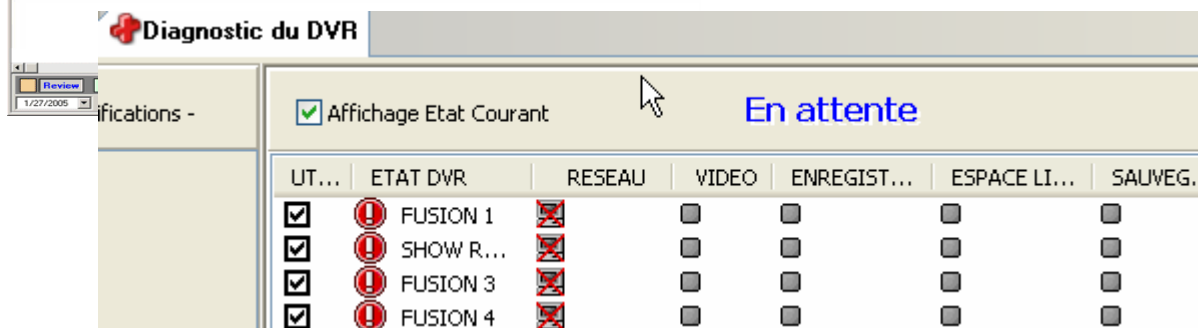 Diagnostic du DVR
Review
1/27/2005
ifications -
Affichage Etat Courant
En attente
UT... ETAT DVR RESEAU VIDEO ENREGIST... ESPACE LI... SAUVEG.
FUSION 1
SHOW R...
FUSION 3
FUSION 4